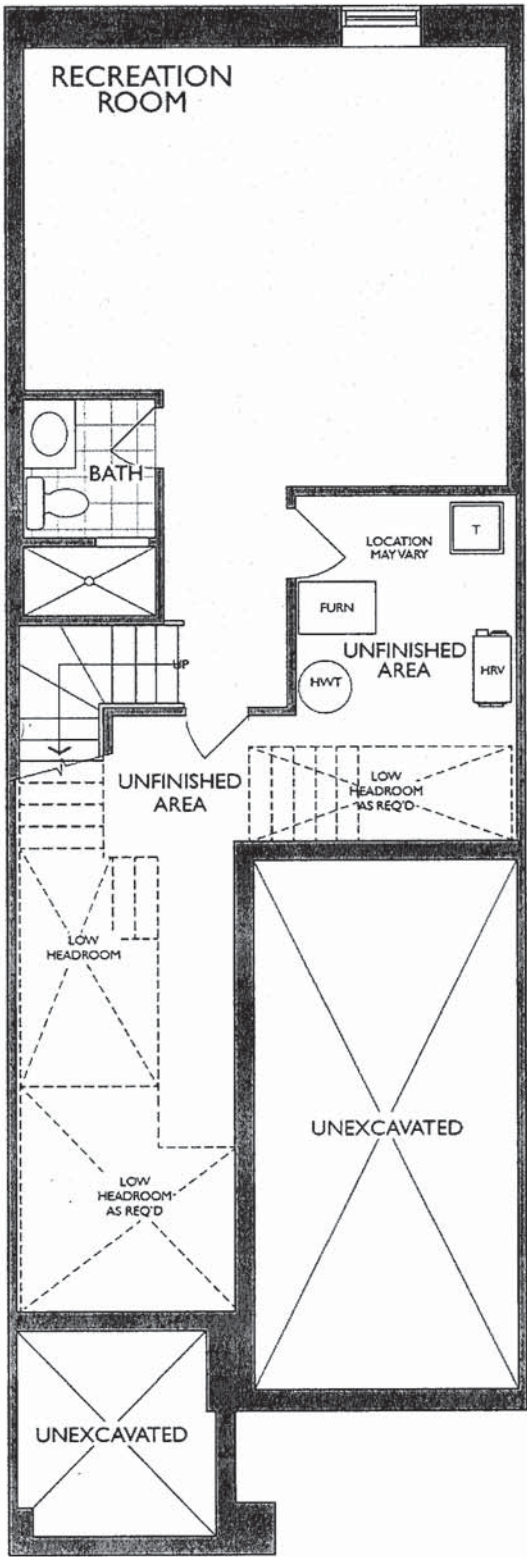 RECREATION
ROOM
BATH
LOCATION
MAY VARY
T
FURN
UNFINISHED
AREA
HRV
HWT
UP
UNFINISHED
AREA
LOW
HEADROOM
AS REQ'D
LOW
HEADROOM
UNEXCAVATED
LOW
HEADROOM
AS REQ'D
UNEXCAVATED